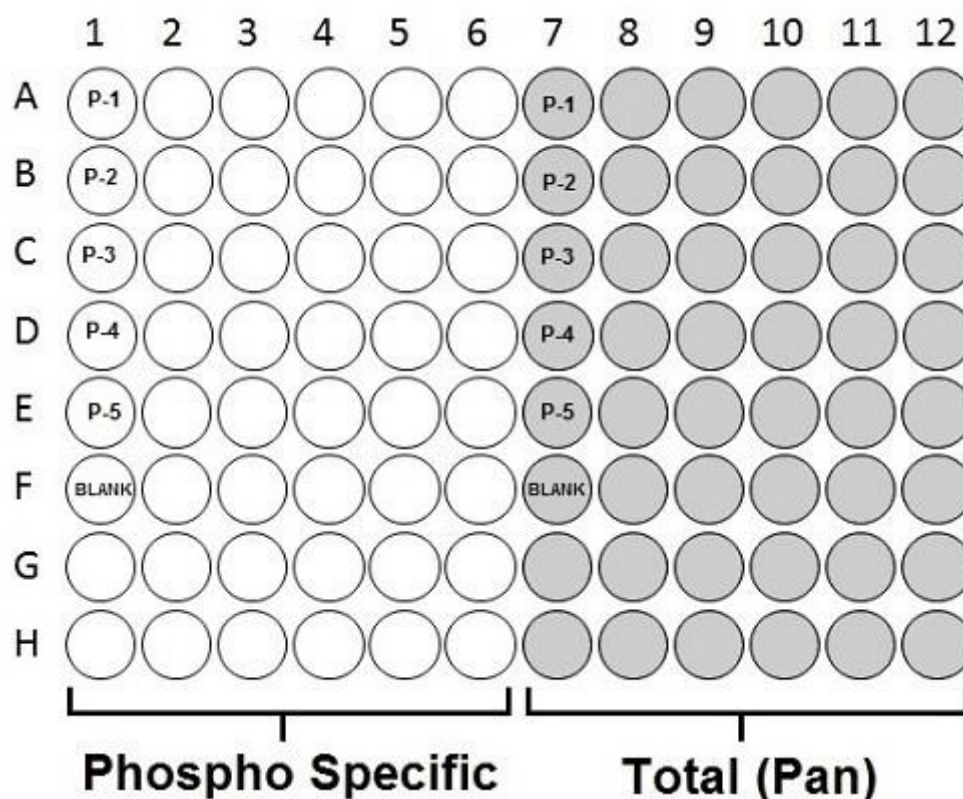 1 2 3 4 5 6 7 8 9 10 11 12
A P-1 P-1
B P-2 P-2
C P-3 P-3
D P-4 P-4
E P-5 P-5
F BLANK BLANK
G
H
Phospho Specific Total (Pan)